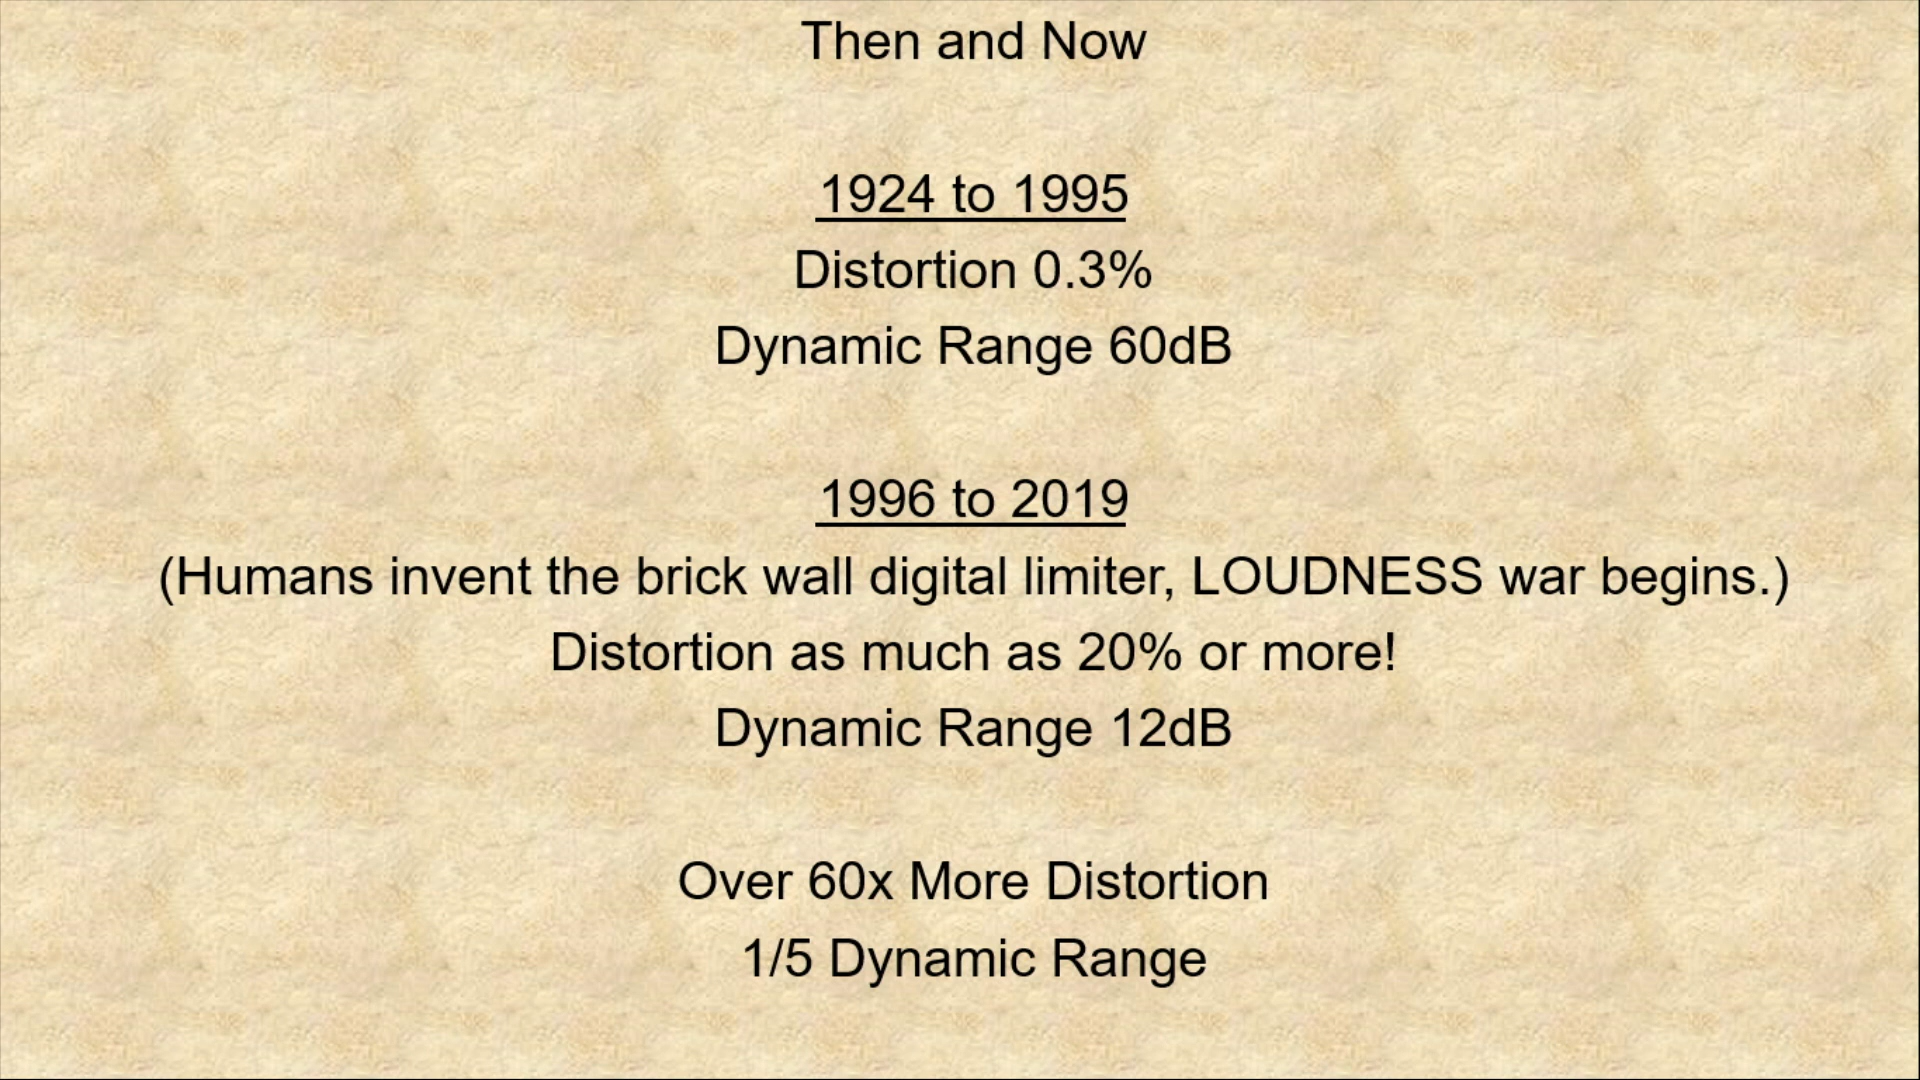 Then and Now
1924 to 1995
Distortion 0.3%
Dynamic Range 60dB
1996 to 2019
(Humans invent the brick wall digital limiter, LOUDNESS war begins.)
Distortion as much as 20% or more!
Dynamic Range 12dB
Over 60x More Distortion
1/5 Dynamic Range